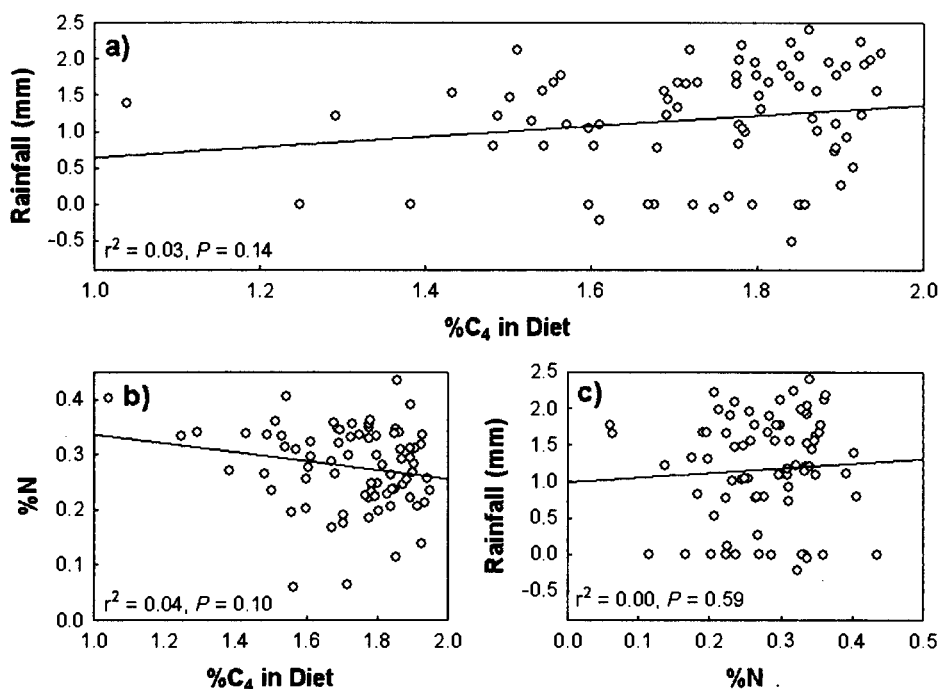 a)
Rainfall (mm)
2.5
2.0
1.5
1.0
0.5
0.0
-0.5
r² = 0.03, P = 0.14
1.0 1.2 1.4 1.6 1.8 2.0
%C₄ in Diet
b)
%N
0.4
0.3
0.2
0.1
0.0
r² = 0.04, P = 0.10
1.0 1.2 1.4 1.6 1.8 2.0
%C₄ in Diet
c)
Rainfall (mm)
2.5
2.0
1.5
1.0
0.5
0.0
-0.5
r² = 0.00, P = 0.59
0.0 0.1 0.2 0.3 0.4 0.5
%N